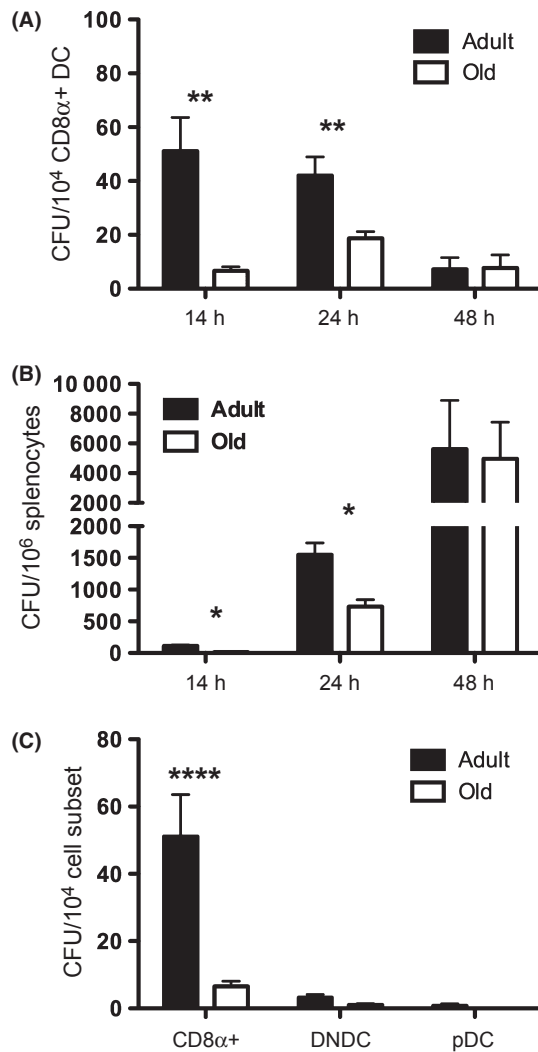 (A)
CFU/10⁴ CD8α+ DC
100
80
60
40
20
0
**
**
Adult
Old
14 h
24 h
48 h
(B)
CFU/10⁶ splenocytes
10 000
8000
6000
4000
2000
2000
1500
1000
500
0
Adult
Old
*
*
14 h
24 h
48 h
(C)
CFU/10⁴ cell subset
80
60
40
20
0
****
Adult
Old
CD8α+
DNDC
pDC